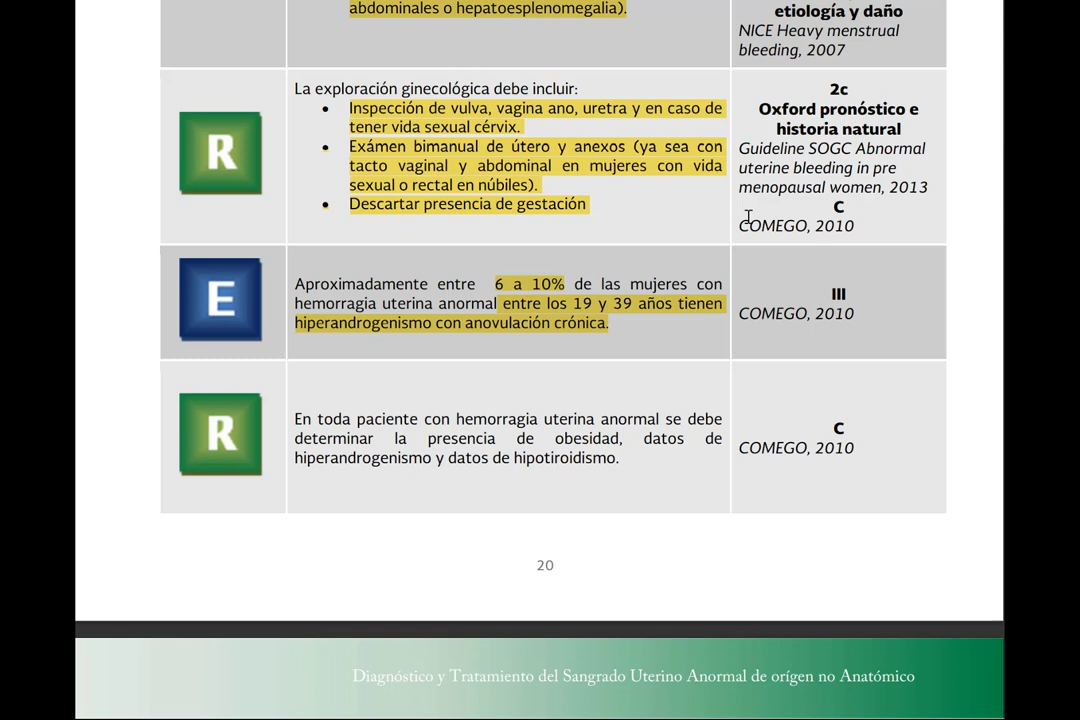 abdominales o hepatoesplenomegalia).
etiología y daño
NICE Heavy menstrual
bleeding, 2007
R
La exploración ginecológica debe incluir:
• Inspección de vulva, vagina ano, uretra y en caso de
tener vida sexual cérvix.
• Exámen bimanual de útero y anexos (ya sea con
tacto vaginal y abdominal en mujeres con vida
sexual o rectal en núbiles).
• Descartar presencia de gestación
2c
Oxford pronóstico e
historia natural
Guideline SOGC Abnormal
uterine bleeding in pre
menopausal women, 2013
C
COMEGO, 2010
E
Aproximadamente entre 6 a 10% de las mujeres con
hemorragia uterina anormal entre los 19 y 39 años tienen
hiperandrogenismo con anovulación crónica.
III
COMEGO, 2010
R
En toda paciente con hemorragia uterina anormal se debe
determinar la presencia de obesidad, datos de
hiperandrogenismo y datos de hipotiroidismo.
C
COMEGO, 2010
20
Diagnóstico y Tratamiento del Sangrado Uterino Anormal de orígen no Anatómico